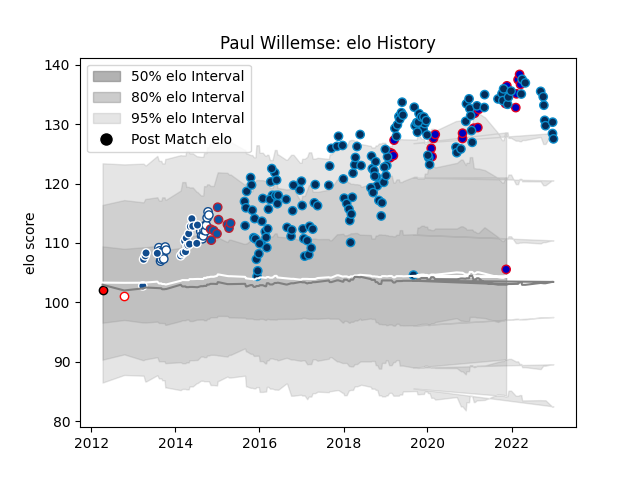 Paul Willemse: elo History
50% elo Interval
80% elo Interval
95% elo Interval
Post Match elo
elo score
140
130
120
110
100
90
80
2012
2014
2016
2018
2020
2022